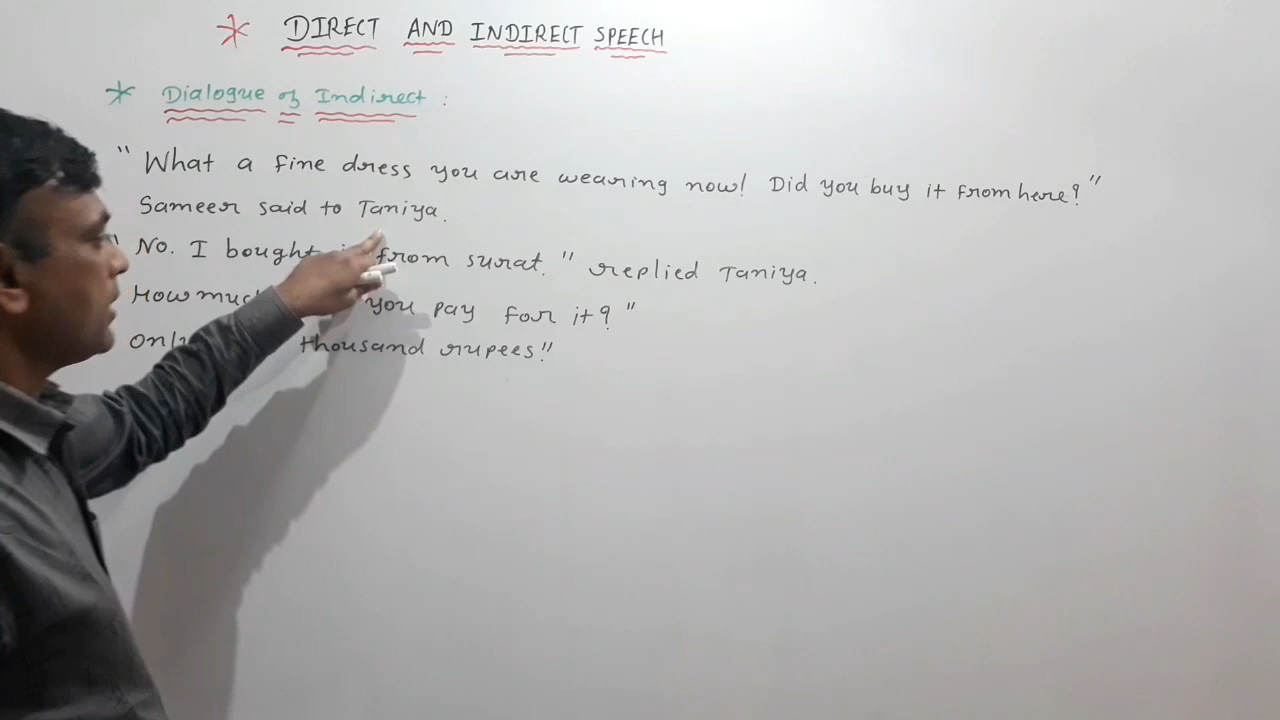 * DIRECT AND INDIRECT SPEECH
* Dialogue of Indirect :
" What a fine dress you are wearing now! Did you buy it from here? "
Sameer said to Taniya.
" No. I bought from surat. " replied Taniya.
How much you pay for it? "
thousand rupees! "